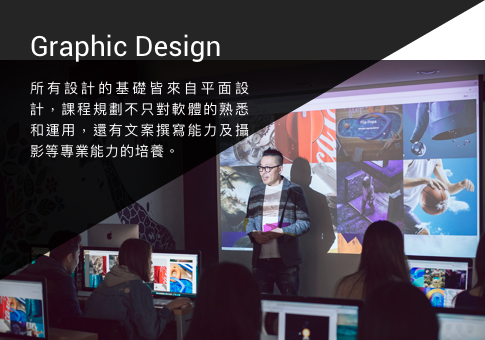 Graphic Design
所有設計的基礎皆來自平面設
計，課程規劃不只對軟體的熟悉
和運用，還有文案撰寫能力及攝
影等專業能力的培養。